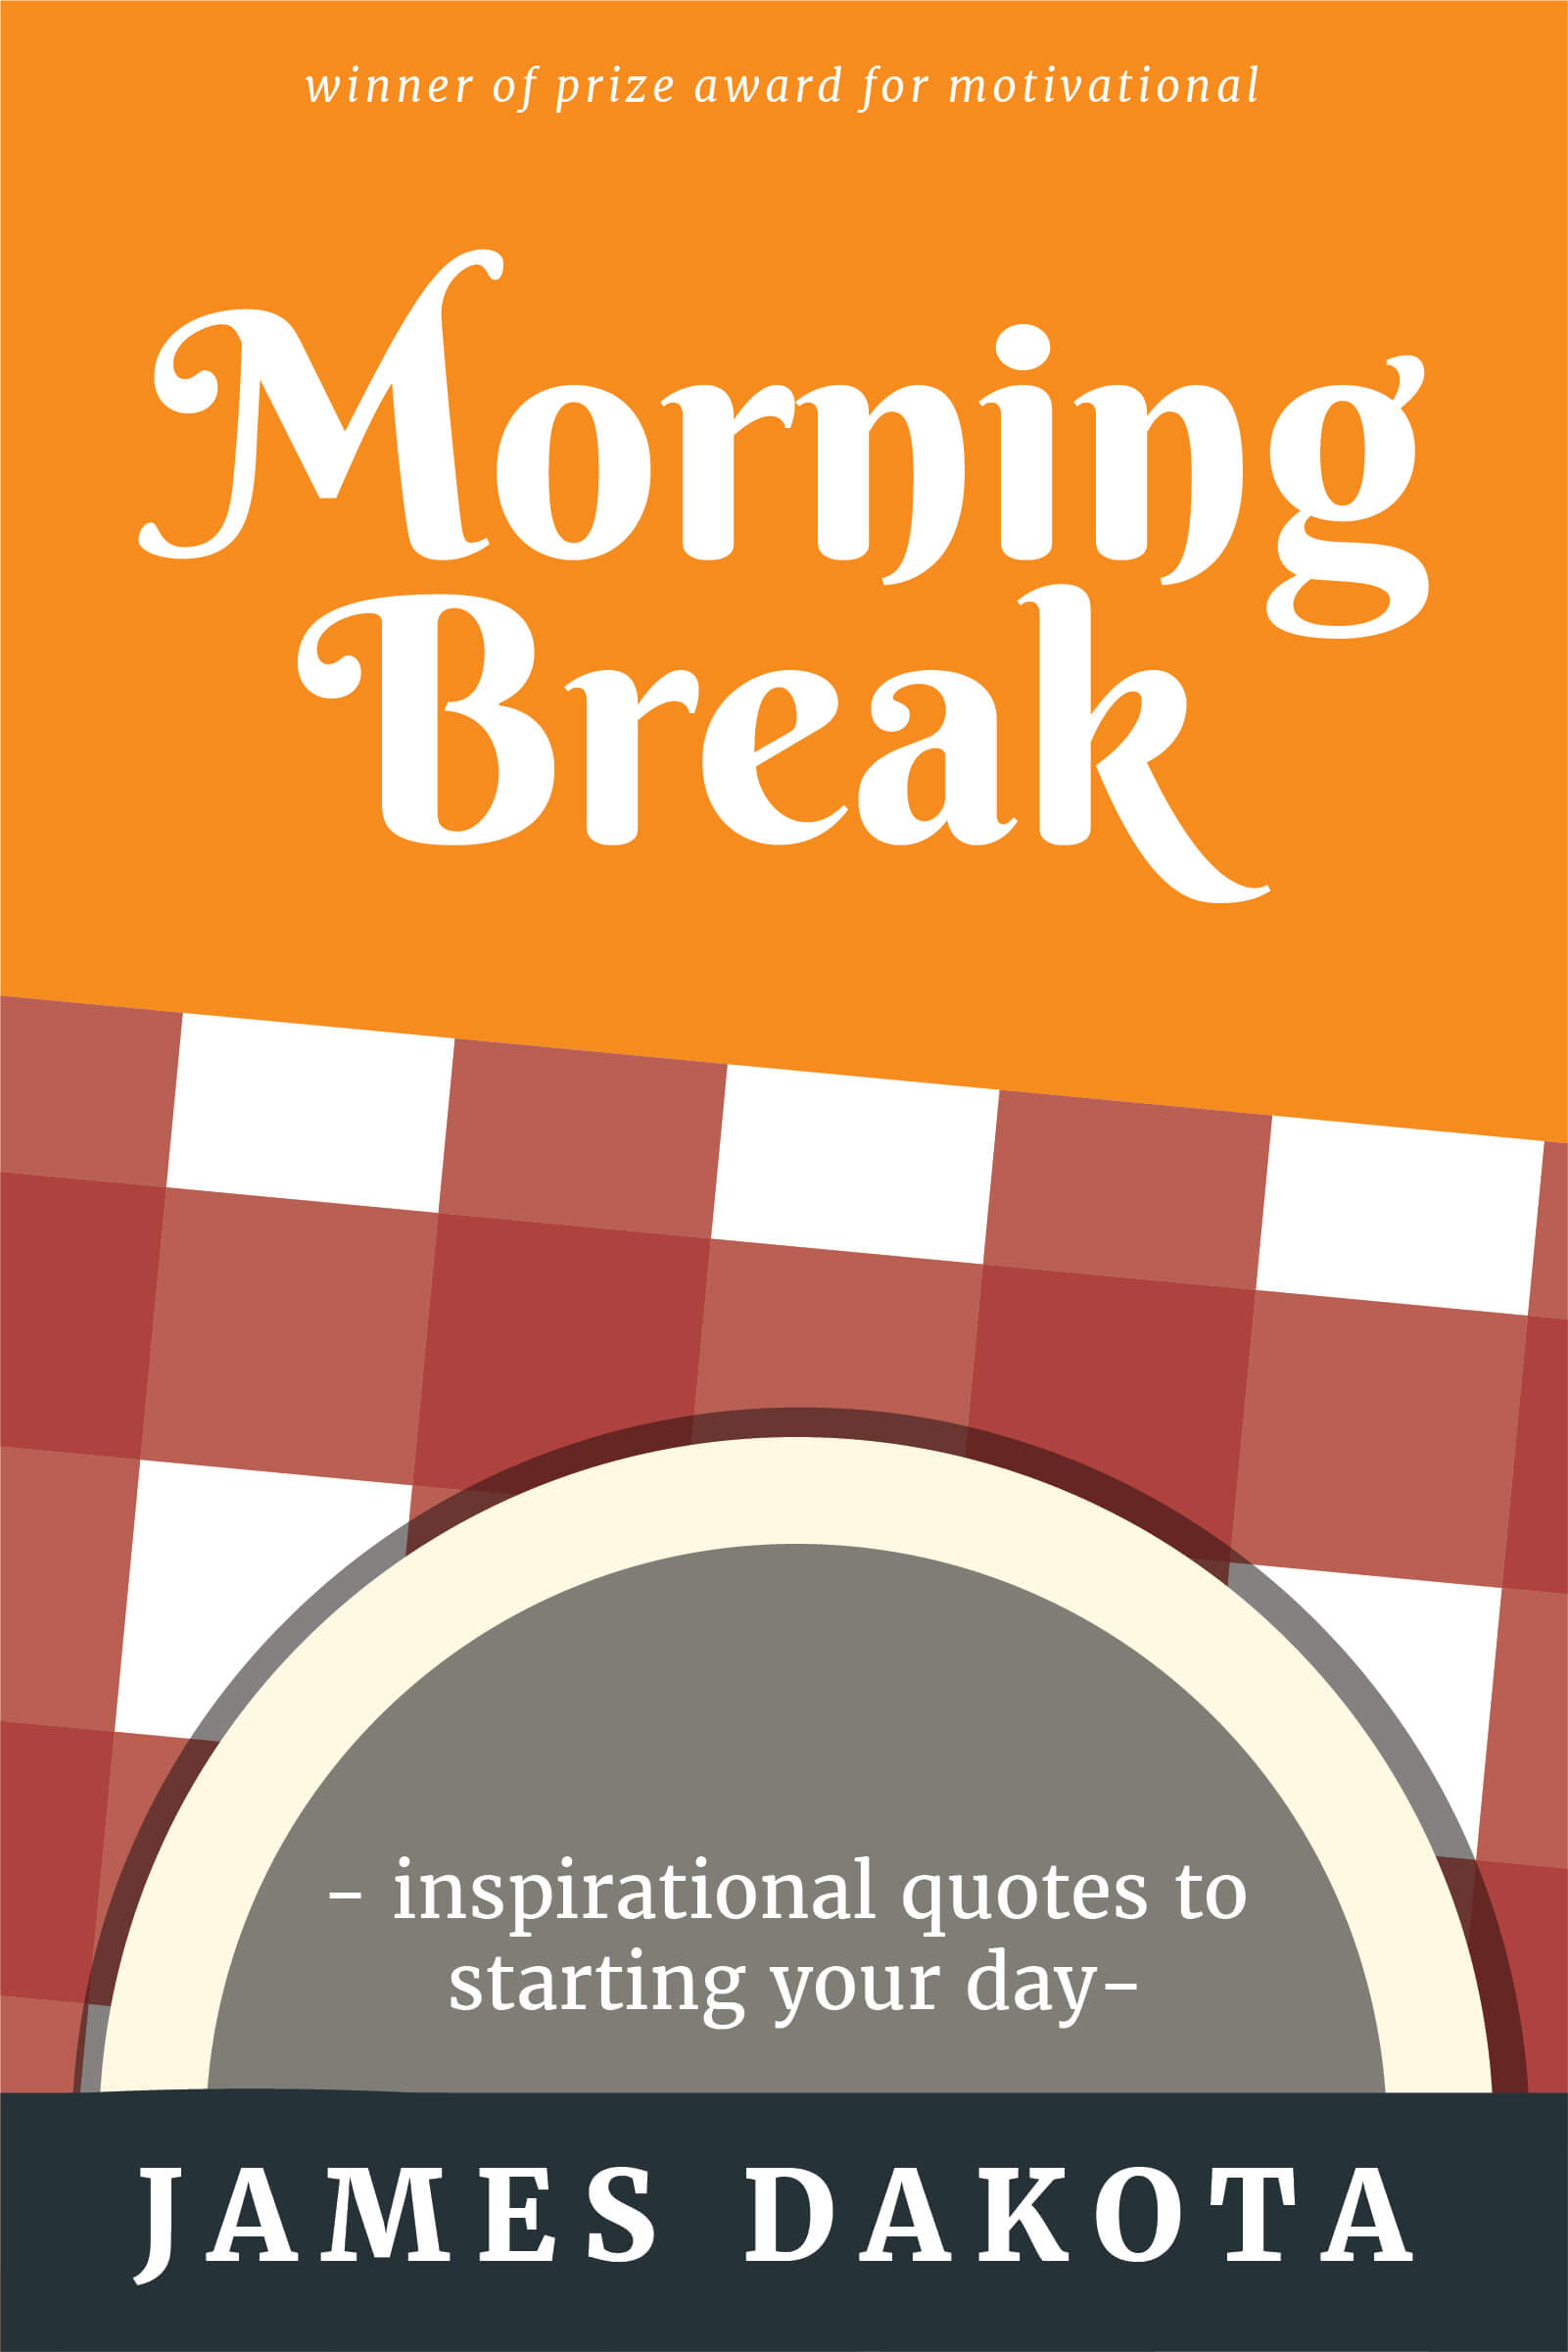 winner of prize award for motivational
Morning
Break
– inspirational quotes to
starting your day–
JAMES DAKOTA